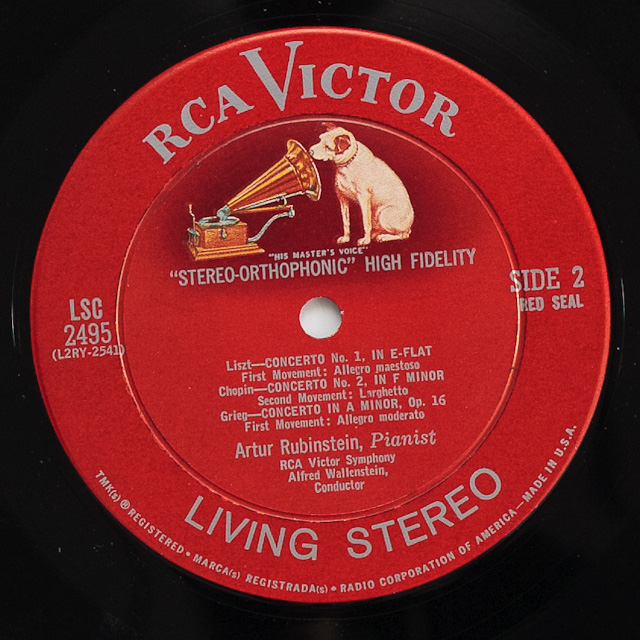 RCA VICTOR
"HIS MASTER'S VOICE"
"STEREO-ORTHOPHONIC" HIGH FIDELITY
SIDE 2
RED SEAL
LSC
2495
(L2RY-2541)
Liszt—CONCERTO No. 1, IN E-FLAT
First Movement: Allegro maestoso
Chopin—CONCERTO No. 2, IN F MINOR
Second Movement: Larghetto
Grieg—CONCERTO IN A MINOR, Op. 16
First Movement: Allegro moderato
Artur Rubinstein, Pianist
RCA Victor Symphony
Alfred Wallenstein,
Conductor
LIVING STEREO
TMK(s) ® REGISTERED • MARCA(s) REGISTRADA(s) • RADIO CORPORATION OF AMERICA—MADE IN U.S.A.